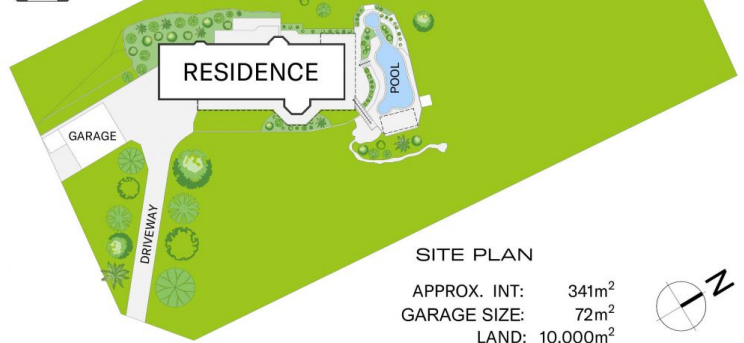 RESIDENCE
POOL
GARAGE
DRIVEWAY
SITE PLAN
APPROX. INT: 341m²
GARAGE SIZE: 72m²
LAND: 10,000m²
N